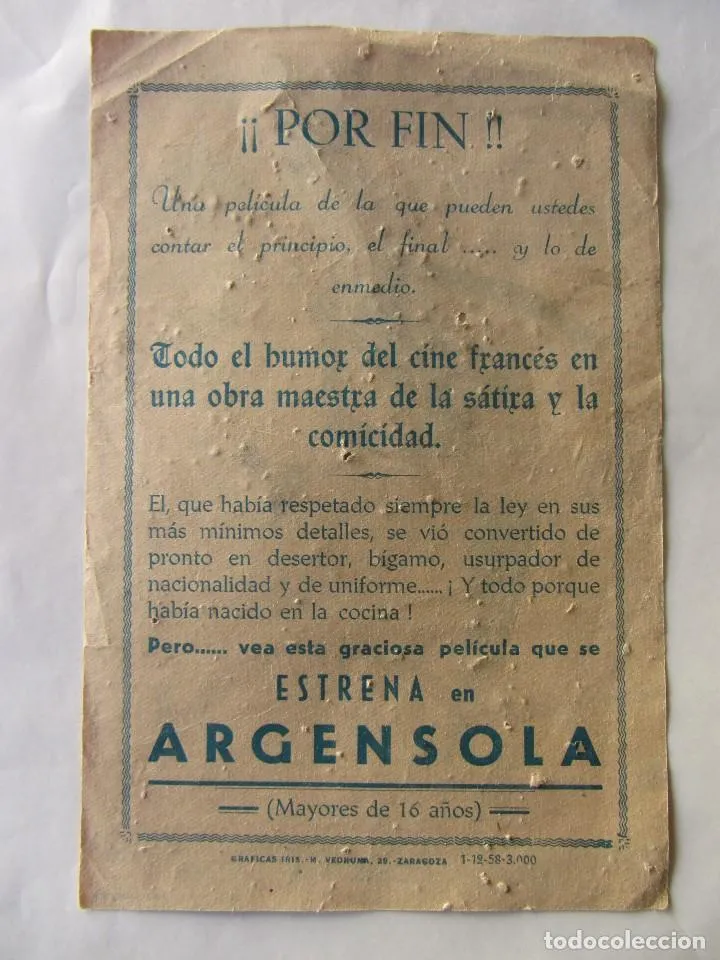 ¡¡ POR FIN !!
Una película de la que pueden ustedes
contar el principio, el final ..... y lo de
enmedio.
Todo el humor del cine francés en
una obra maestra de la sátira y la
comicidad.
El, que había respetado siempre la ley en sus
más mínimos detalles, se vió convertido de
pronto en desertor, bígamo, usurpador de
nacionalidad y de uniforme...... ¡ Y todo porque
había nacido en la cocina !
Pero...... vea esta graciosa película que se
ESTRENA en
ARGENSOLA
(Mayores de 16 años)
GRAFICAS IRIS.-M. VEDRUNA, 29.-ZARAGOZA 1-12-58-3.000
todocoleccion